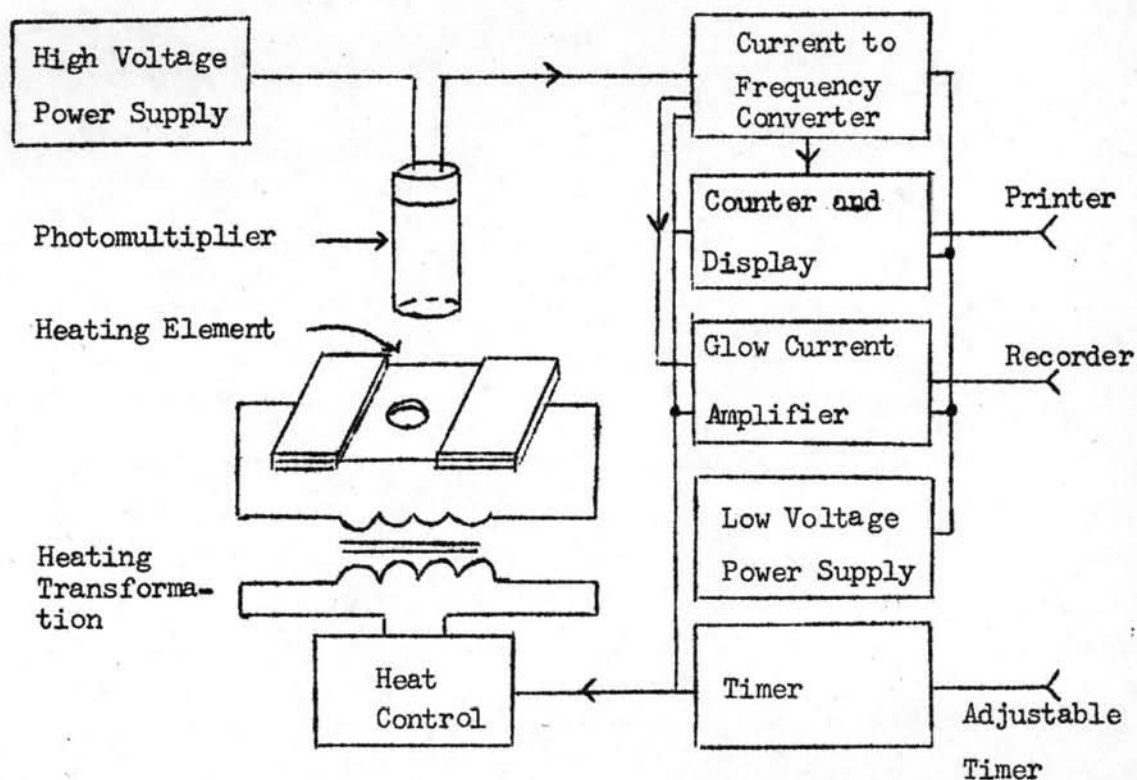 High Voltage
Power Supply
Current to
Frequency
Converter
Photomultiplier
Counter and
Display
Printer
Heating Element
Glow Current
Amplifier
Recorder
Low Voltage
Power Supply
Heating
Transforma-
tion
Heat
Control
Timer
Adjustable
Timer